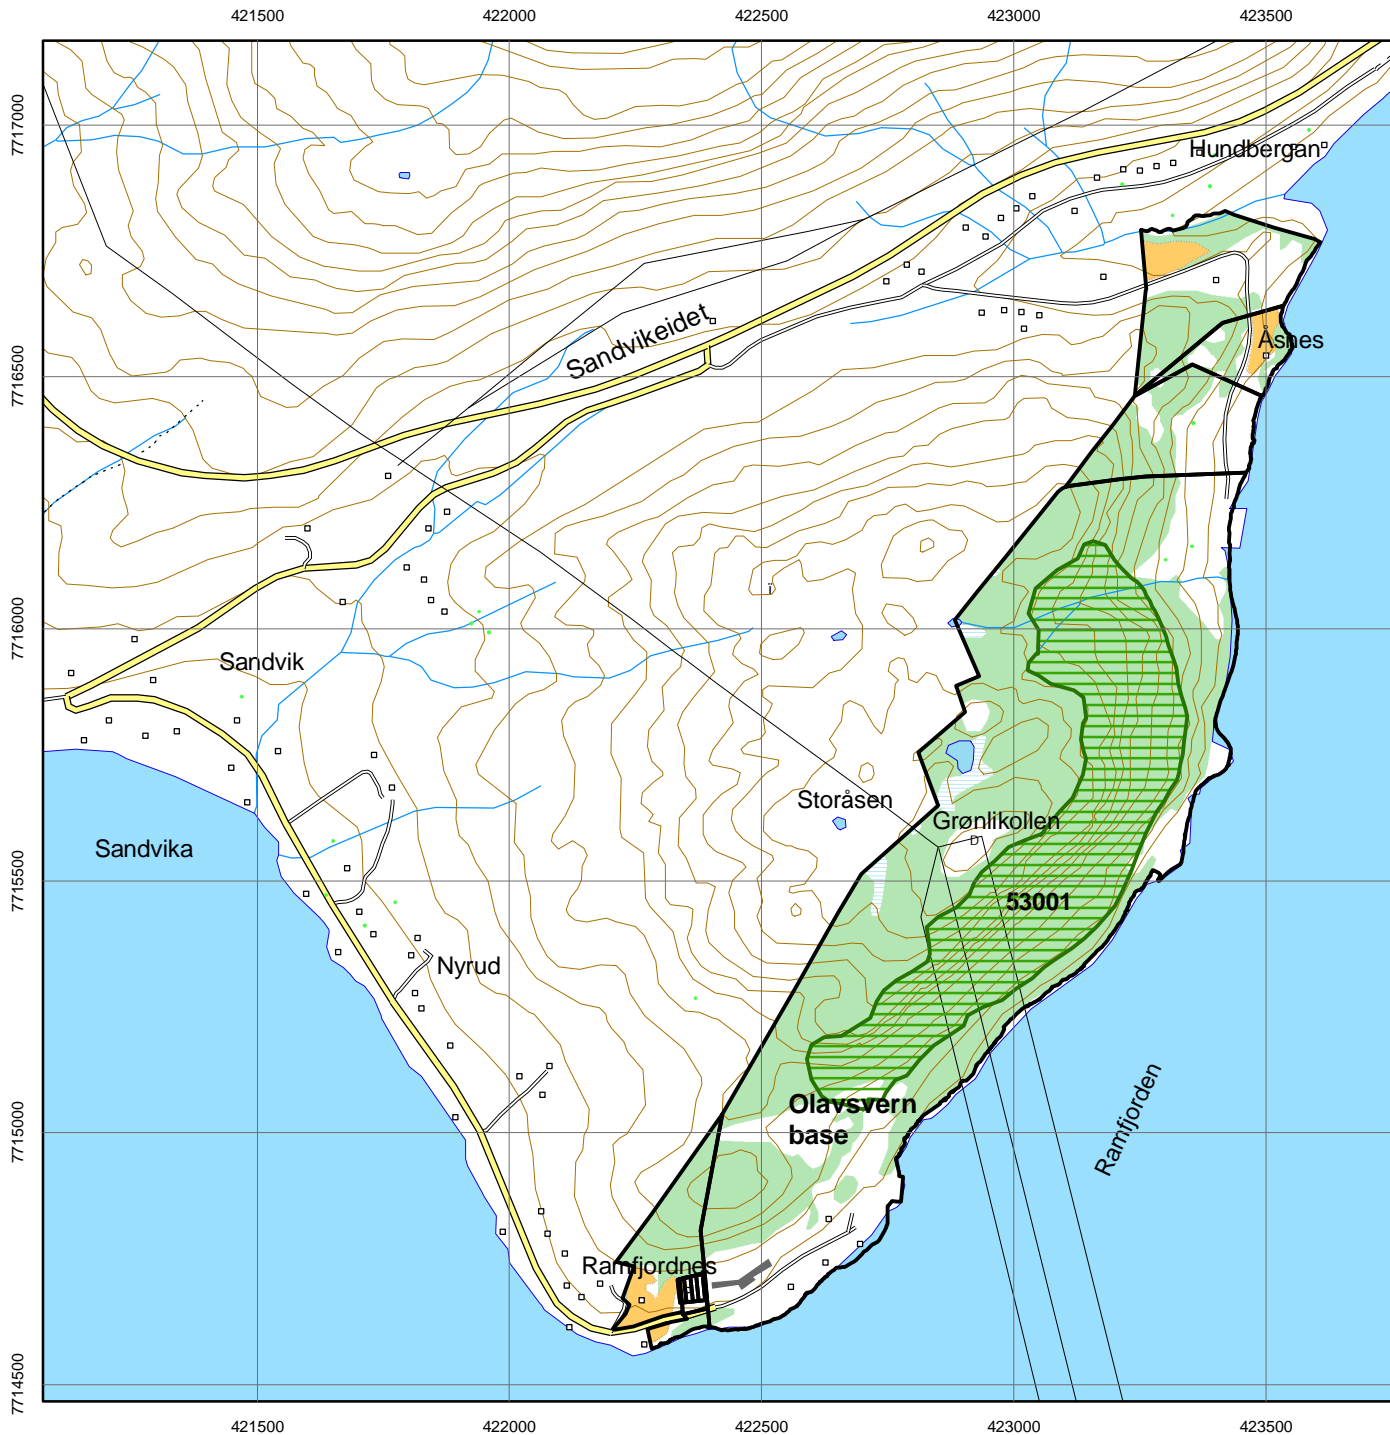 421500 422000 422500 423000 423500
7717000
Hundbergan
Sandvikeidet
Åsnes
7716500
7716000
Sandvik
Storåsen
Grønlikollen
Sandvika
7715500
53001
Nyrud
Ramfjorden
Olavsvern
base
7715000
Ramfjordnes
7714500
421500 422000 422500 423000 423500